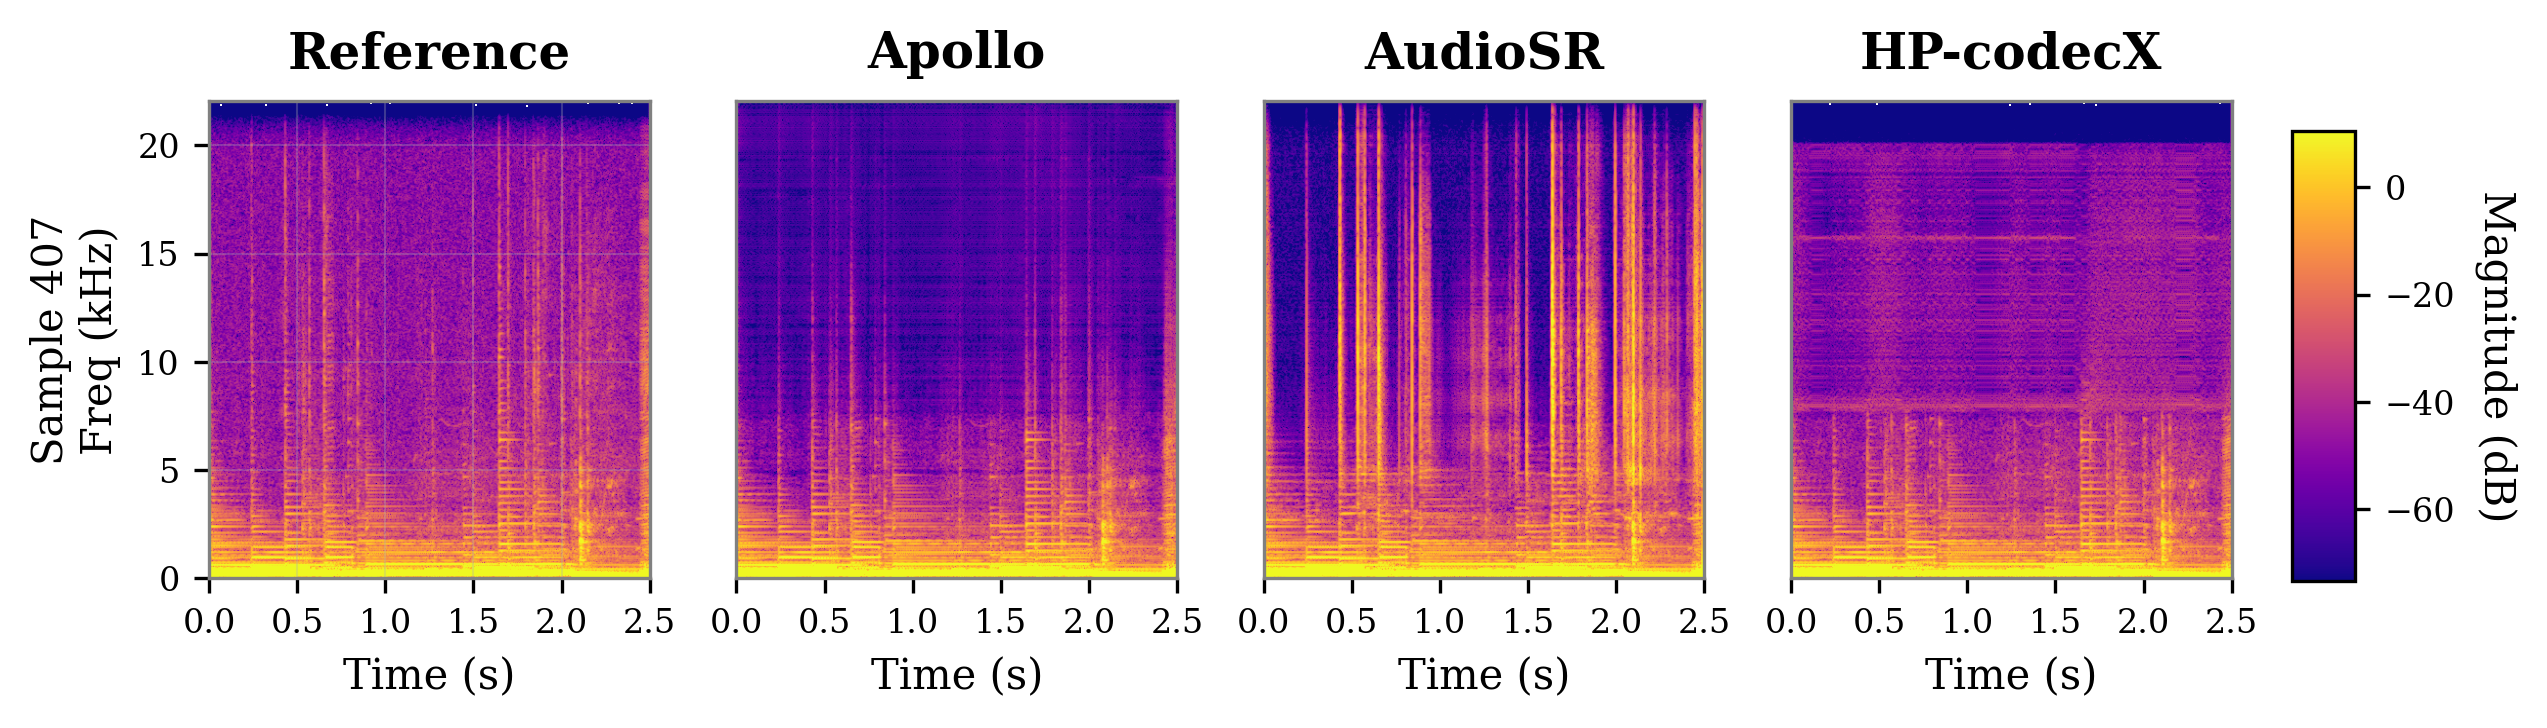 Reference
Apollo
AudioSR
HP-codecX
Sample 407
Freq (kHz)
20
15
10
5
0
0.0 0.5 1.0 1.5 2.0 2.5
Time (s)
0.0 0.5 1.0 1.5 2.0 2.5
Time (s)
0.0 0.5 1.0 1.5 2.0 2.5
Time (s)
0.0 0.5 1.0 1.5 2.0 2.5
Time (s)
0
−20
−40
−60
Magnitude (dB)